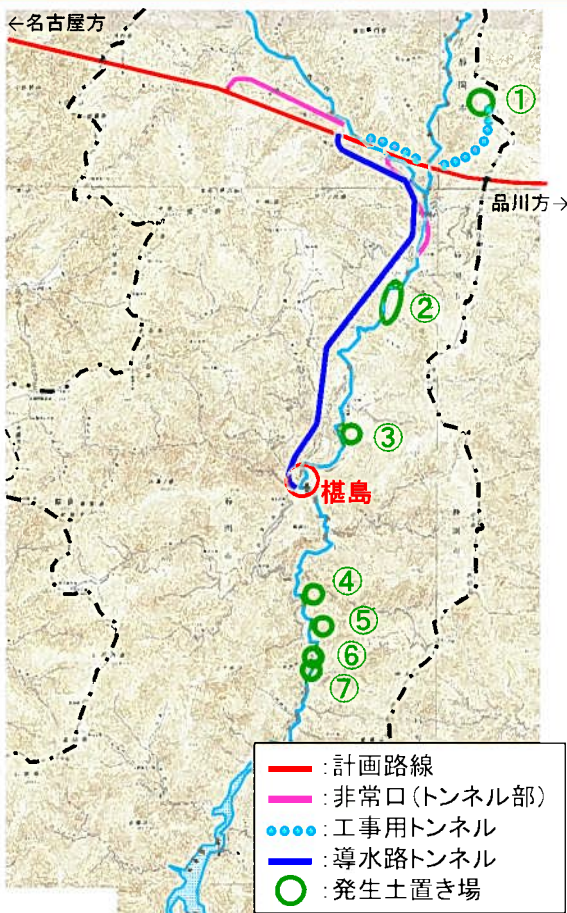 ←名古屋方
①
品川方→
②
③
椹島
④
⑤
⑥
⑦
:計画路線
:非常口(トンネル部)
:工事用トンネル
:導水路トンネル
:発生土置き場